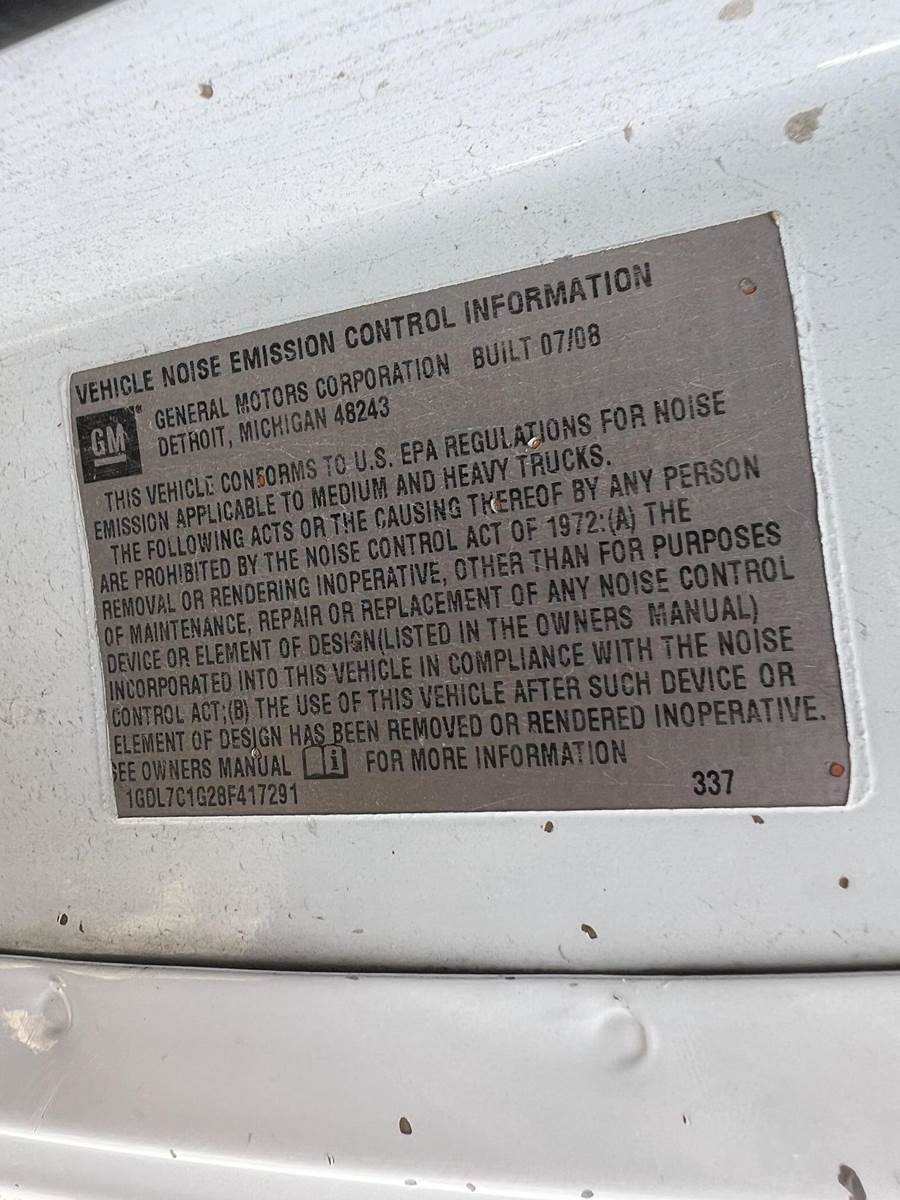 VEHICLE NOISE EMISSION CONTROL INFORMATION
GM
GENERAL MOTORS CORPORATION BUILT 07/08
DETROIT, MICHIGAN 48243
THIS VEHICLE CONFORMS TO U.S. EPA REGULATIONS FOR NOISE
EMISSION APPLICABLE TO MEDIUM AND HEAVY TRUCKS.
THE FOLLOWING ACTS OR THE CAUSING THEREOF BY ANY PERSON
ARE PROHIBITED BY THE NOISE CONTROL ACT OF 1972:(A) THE
REMOVAL OR RENDERING INOPERATIVE, OTHER THAN FOR PURPOSES
OF MAINTENANCE, REPAIR OR REPLACEMENT OF ANY NOISE CONTROL
DEVICE OR ELEMENT OF DESIGN(LISTED IN THE OWNERS MANUAL)
INCORPORATED INTO THIS VEHICLE IN COMPLIANCE WITH THE NOISE
CONTROL ACT;(B) THE USE OF THIS VEHICLE AFTER SUCH DEVICE OR
ELEMENT OF DESIGN HAS BEEN REMOVED OR RENDERED INOPERATIVE.
SEE OWNERS MANUAL i FOR MORE INFORMATION
1GDL7C1G28F417291 337